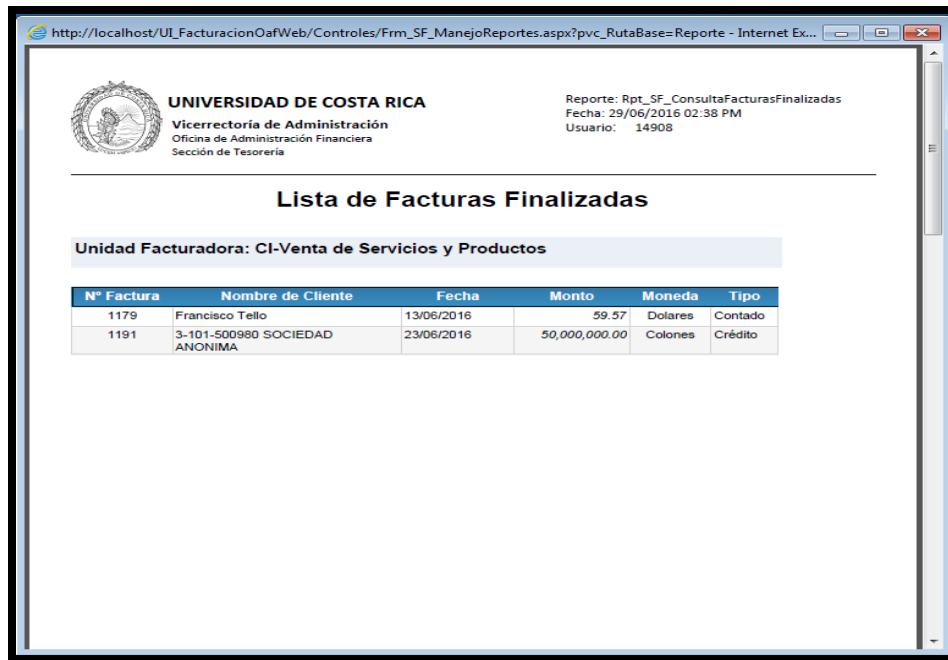 http://localhost/UI_FacturacionOafWeb/Controles/Frm_SF_ManejoReportes.aspx?pvc_RutaBase=Reporte - Internet Ex...
UNIVERSIDAD DE COSTA RICA
Vicerrectoría de Administración
Oficina de Administración Financiera
Sección de Tesorería
Reporte: Rpt_SF_ConsultaFacturasFinalizadas
Fecha: 29/06/2016 02:38 PM
Usuario: 14908
Lista de Facturas Finalizadas
Unidad Facturadora: CI-Venta de Servicios y Productos
Nº Factura Nombre de Cliente Fecha Monto Moneda Tipo
1179 Francisco Tello 13/06/2016 59.57 Dolares Contado
1191 3-101-500980 SOCIEDAD ANONIMA 23/06/2016 50,000,000.00 Colones Crédito